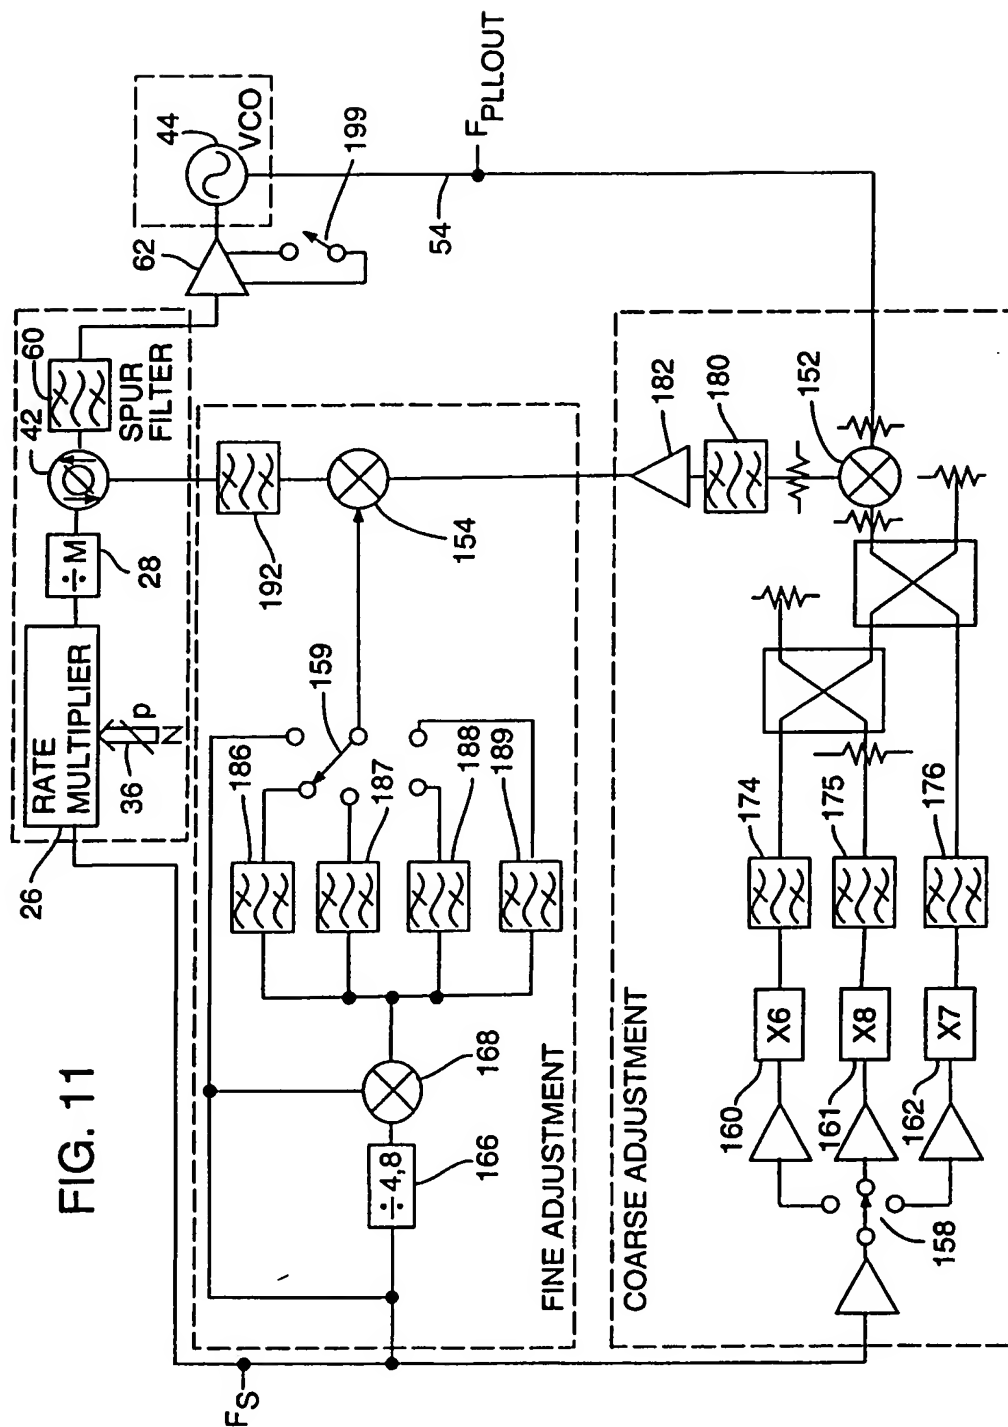 FIG. 11
F_S
26
RATE
MULTIPLIER
36
P
N
÷M
28
42
60
SPUR
FILTER
62
44
VCO
199
54
F_PLLOUT
FINE ADJUSTMENT
÷4,8
166
168
186
187
188
189
159
192
154
COARSE ADJUSTMENT
158
160
X6
161
X8
162
X7
174
175
176
182
180
152